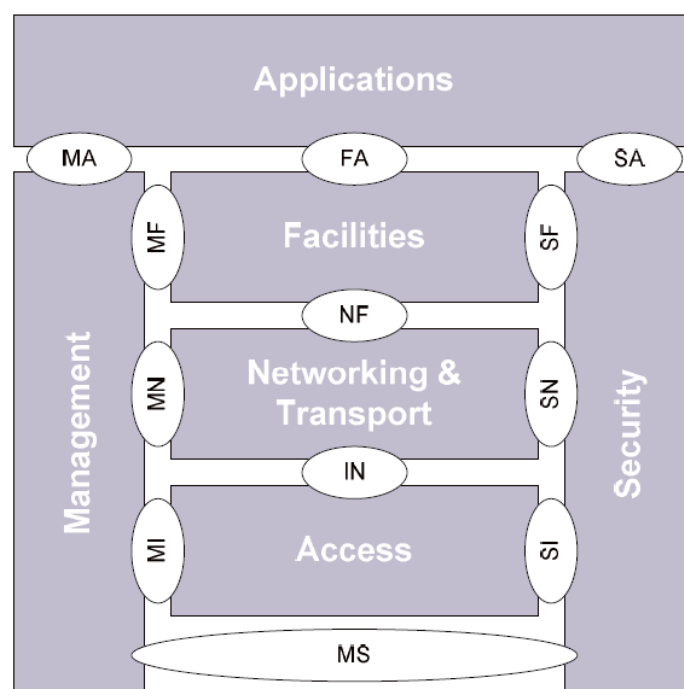 Applications
MA
FA
SA
MF
Facilities
SF
NF
Management
MN
Networking &
Transport
SN
Security
IN
MI
Access
SI
MS